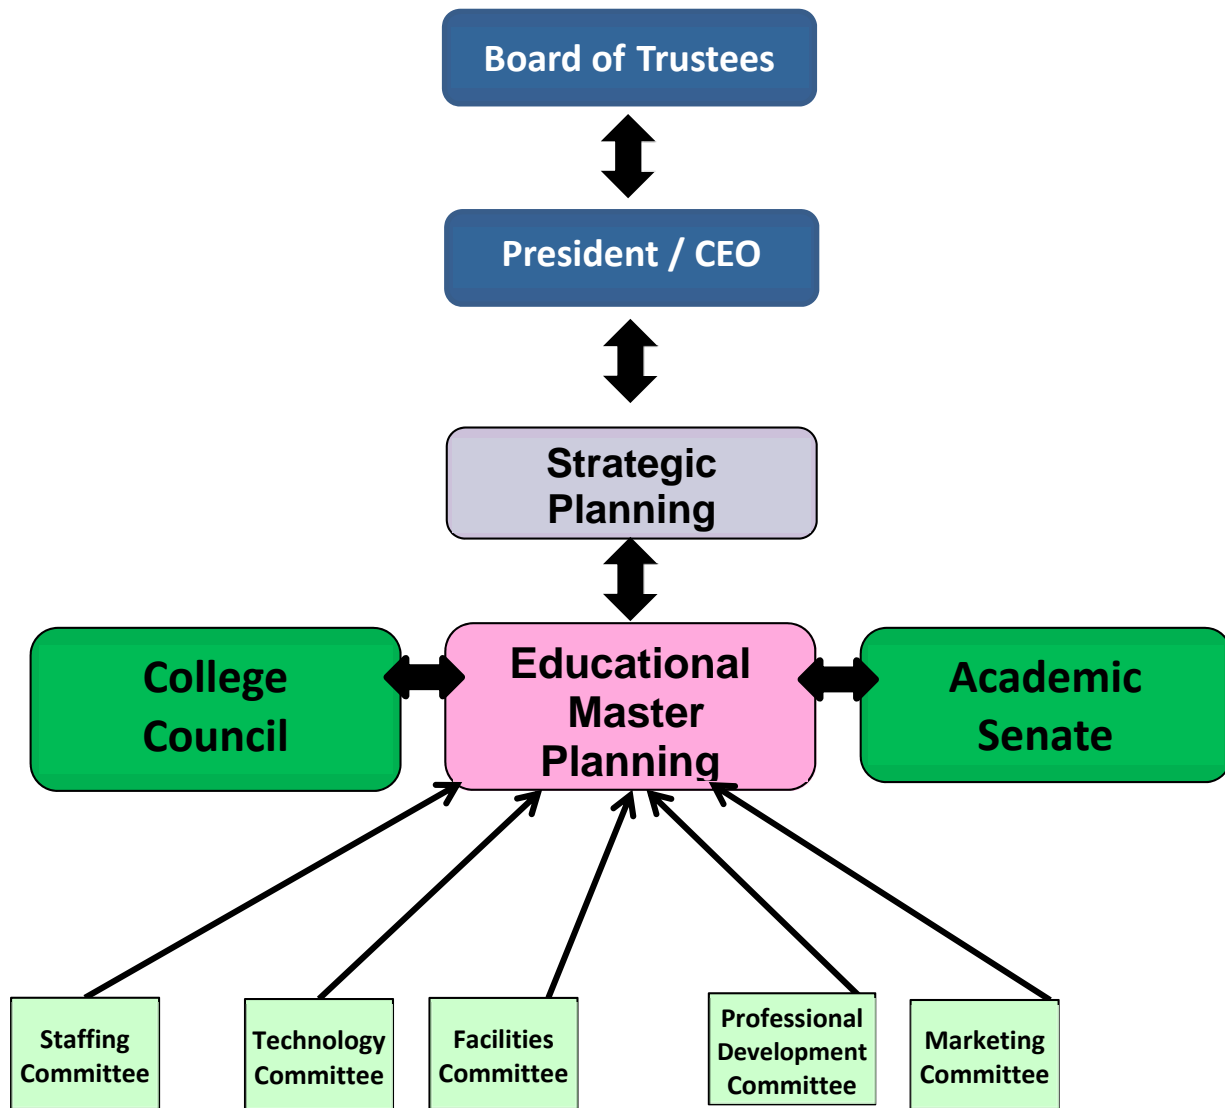 Board of Trustees
President / CEO
Strategic
Planning
College
Council
Educational
Master
Planning
Academic
Senate
Staffing
Committee
Technology
Committee
Facilities
Committee
Professional
Development
Committee
Marketing
Committee